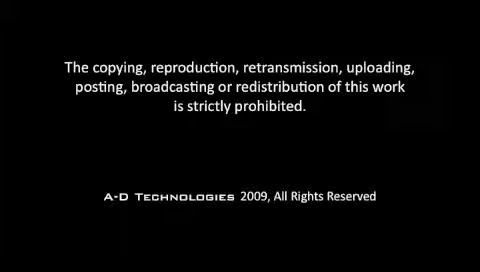 The copying, reproduction, retransmission, uploading,
posting, broadcasting or redistribution of this work
is strictly prohibited.
A-D TECHNOLOGIES 2009, All Rights Reserved